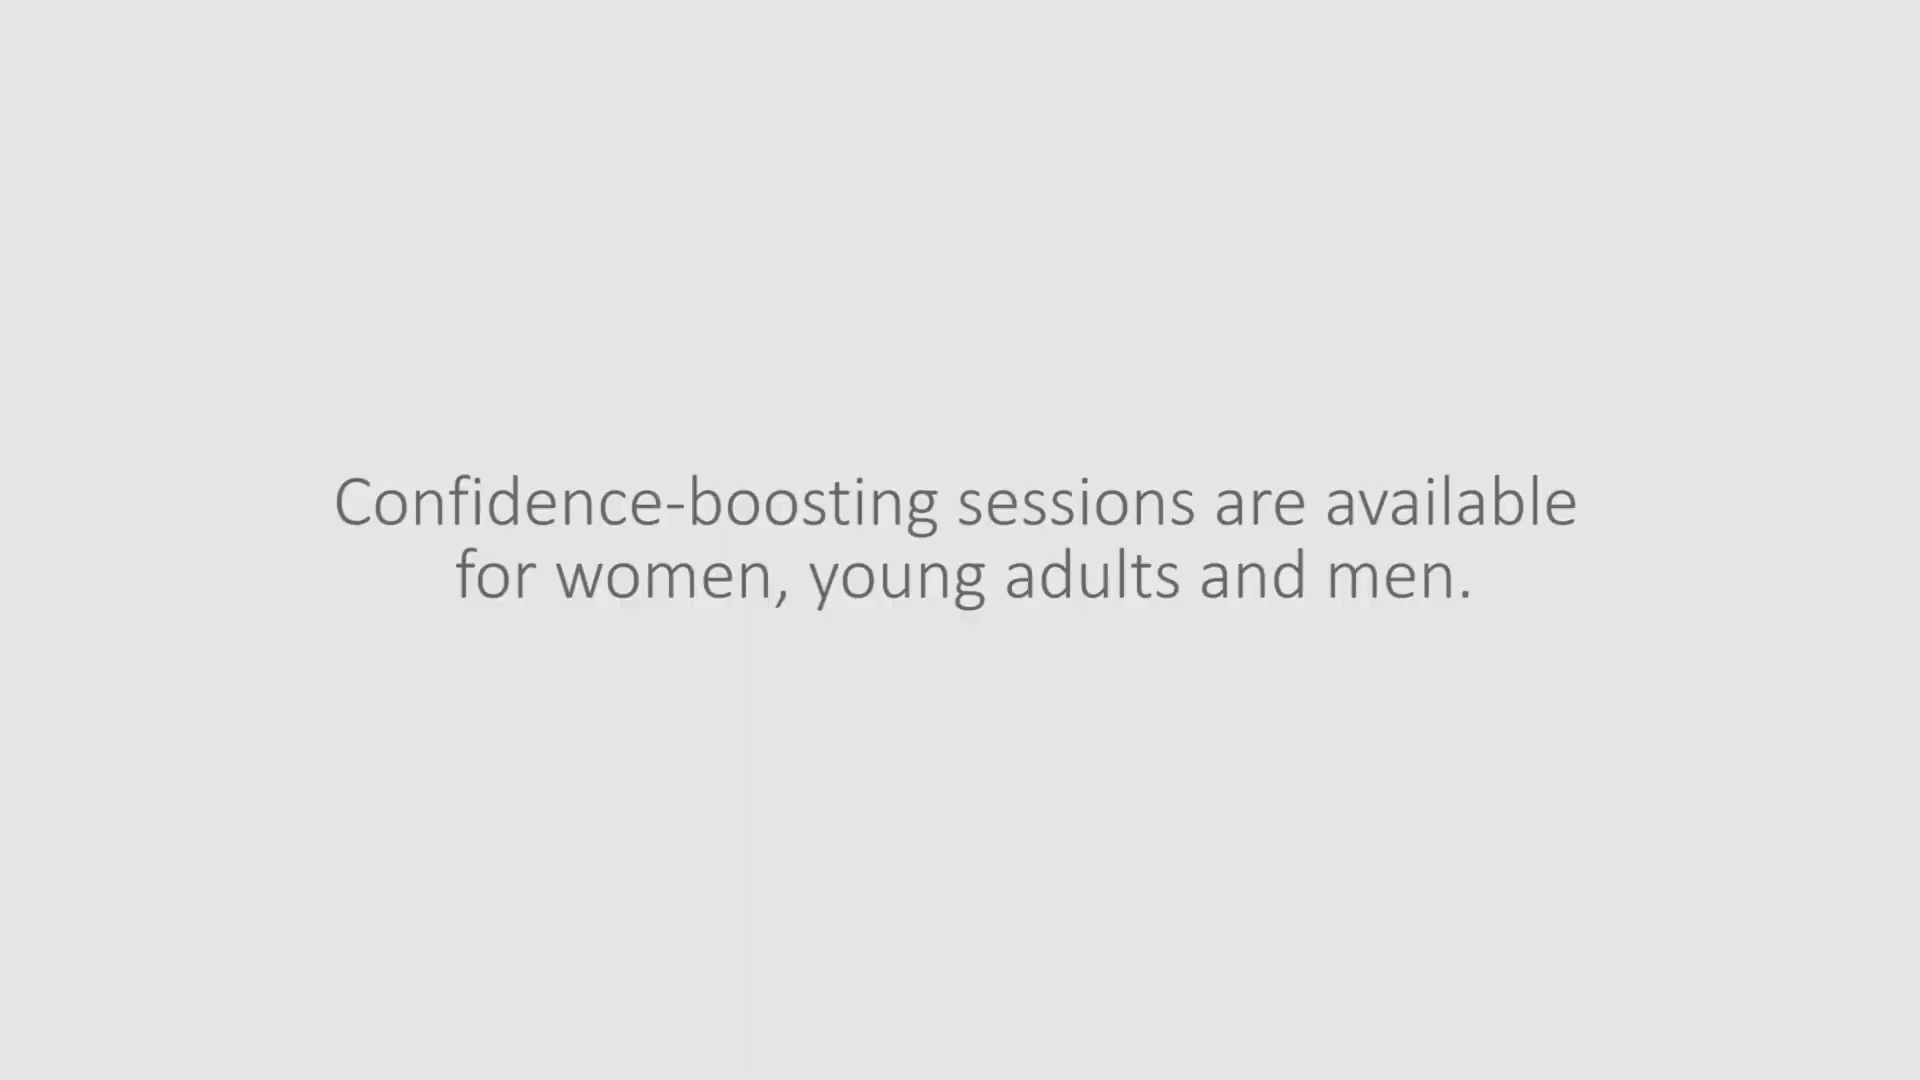 Confidence-boosting sessions are available
for women, young adults and men.